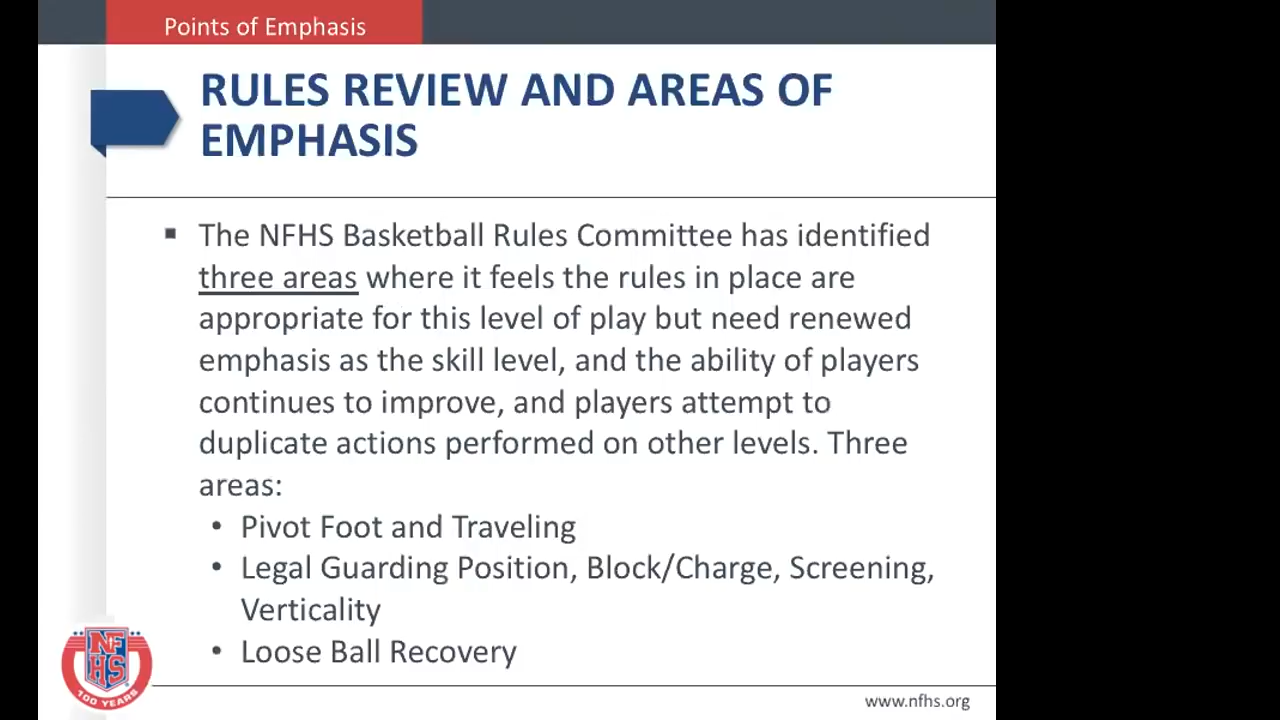 Points of Emphasis
RULES REVIEW AND AREAS OF
EMPHASIS
▪ The NFHS Basketball Rules Committee has identified
three areas where it feels the rules in place are
appropriate for this level of play but need renewed
emphasis as the skill level, and the ability of players
continues to improve, and players attempt to
duplicate actions performed on other levels. Three
areas:
• Pivot Foot and Traveling
• Legal Guarding Position, Block/Charge, Screening,
Verticality
• Loose Ball Recovery
NF
HS
100 YEARS
www.nfhs.org